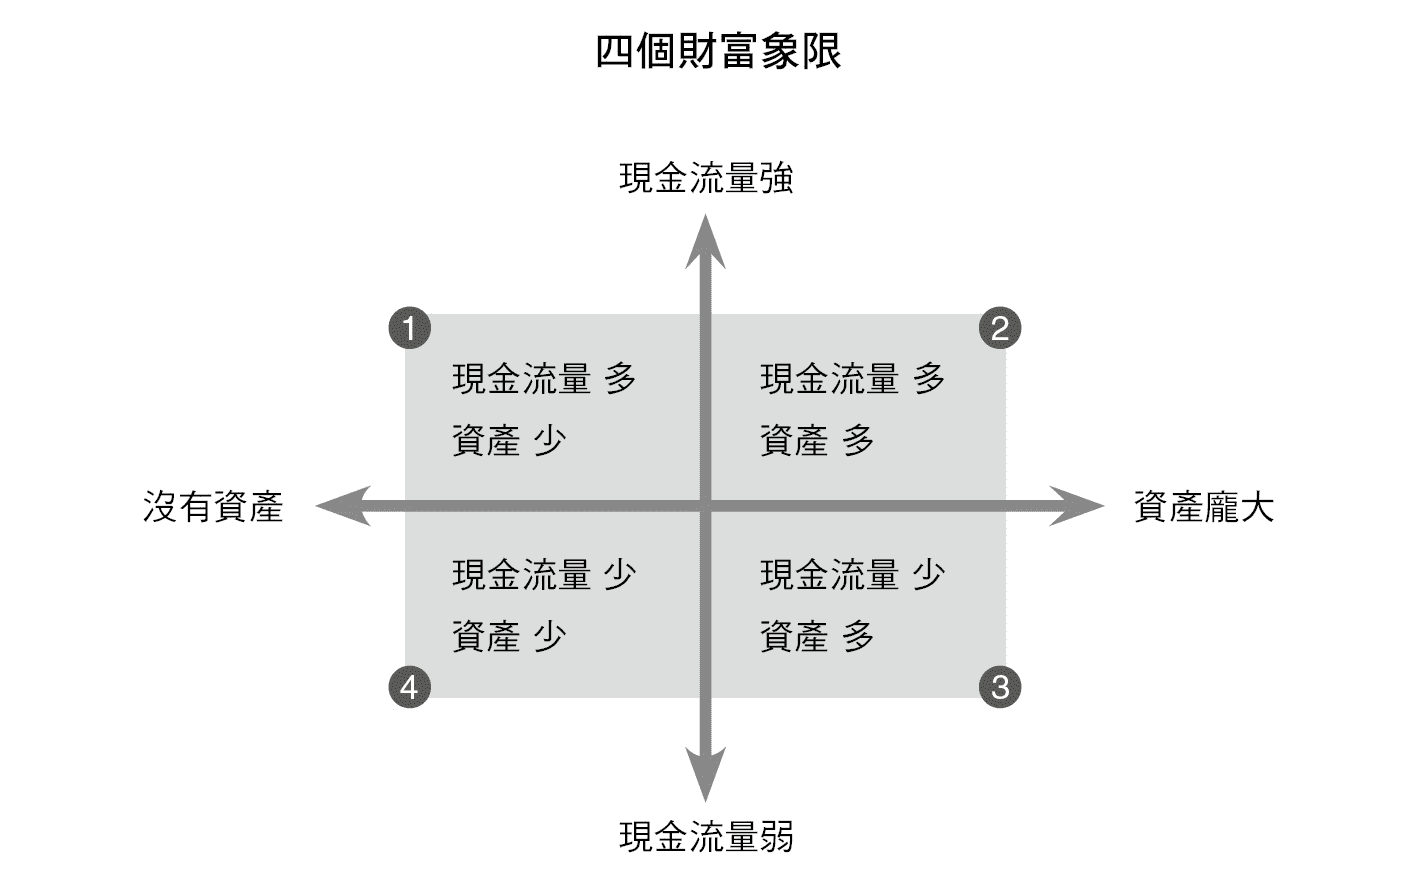 四個財富象限
現金流量強
1
2
現金流量 多
資產 少
現金流量 多
資產 多
沒有資產
資產龐大
現金流量 少
資產 少
現金流量 少
資產 多
4
3
現金流量弱